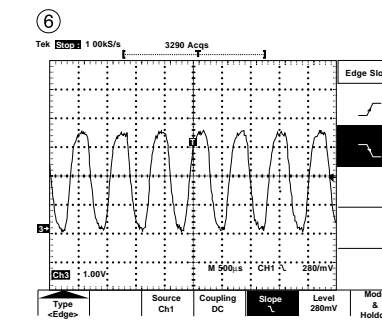 6
Tek Stop: 1 00kS/s 3290 Acqs
Edge Slo
T
3
Ch3 1.00V M 500µs CH1 280/mV
Type <Edge> Source Ch1 Coupling DC Slope Level 280mV Mod & Holdo